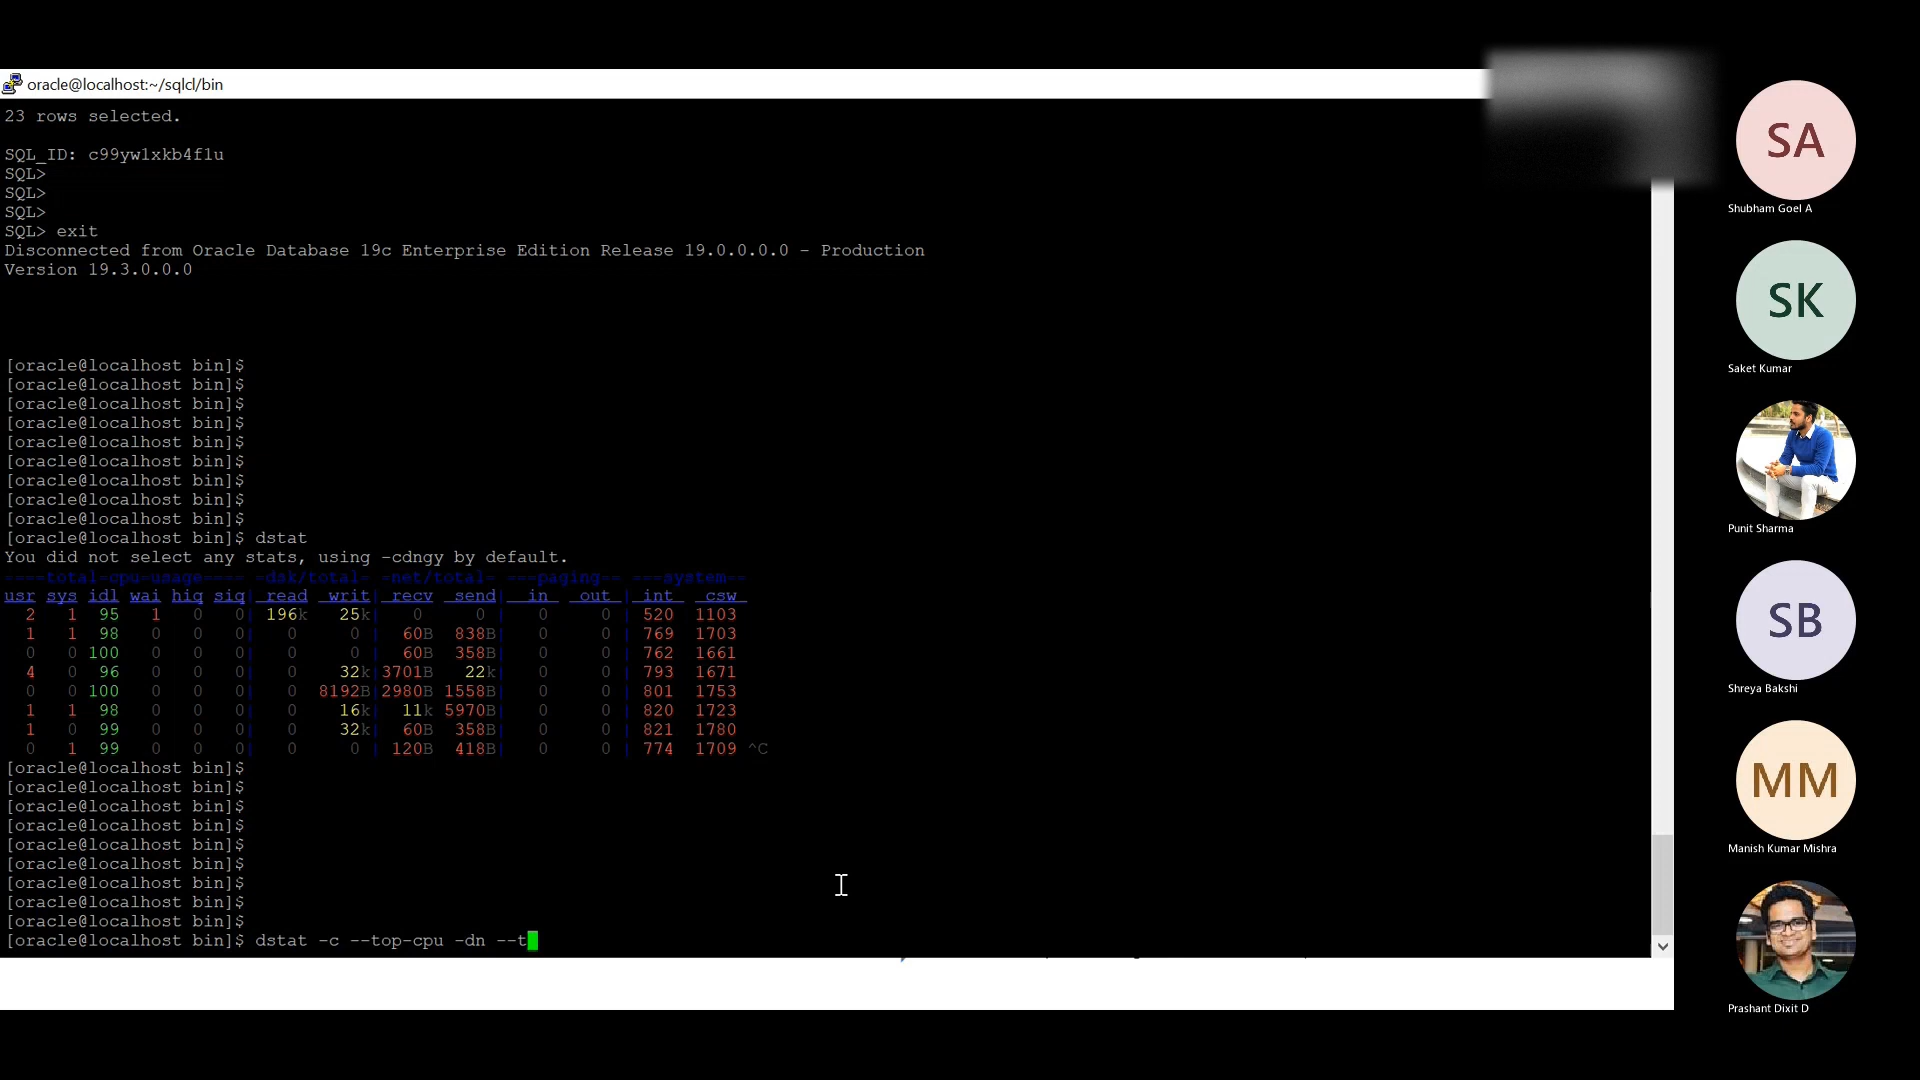 oracle@localhost:~/sqlcl/bin
23 rows selected.
SQL_ID: c99yw1xkb4f1u
SQL>
SQL>
SQL>
SQL> exit
Disconnected from Oracle Database 19c Enterprise Edition Release 19.0.0.0.0 - Production
Version 19.3.0.0.0
[oracle@localhost bin]$
[oracle@localhost bin]$
[oracle@localhost bin]$
[oracle@localhost bin]$
[oracle@localhost bin]$
[oracle@localhost bin]$
[oracle@localhost bin]$
[oracle@localhost bin]$
[oracle@localhost bin]$
[oracle@localhost bin]$ dstat
You did not select any stats, using -cdngy by default.
----total-cpu-usage---- -dsk/total- -net/total- ---paging-- ---system--
usr sys idl wai hiq siq| read  writ| recv  send|  in   out | int   csw
2   1  95   1   0   0| 196k   25k|   0     0 |   0     0 | 520  1103
1   1  98   0   0   0|   0     0 |  60B  838B|   0     0 | 769  1703
0   0 100   0   0   0|   0     0 |  60B  358B|   0     0 | 762  1661
4   0  96   0   0   0|   0    32k|3701B   22k|   0     0 | 793  1671
0   0 100   0   0   0|   0  8192B|2980B 1558B|   0     0 | 801  1753
1   1  98   0   0   0|   0    16k|  11k 5970B|   0     0 | 820  1723
1   0  99   0   0   0|   0    32k|  60B  358B|   0     0 | 821  1780
0   1  99   0   0   0|   0     0 | 120B  418B|   0     0 | 774  1709 ^C
[oracle@localhost bin]$
[oracle@localhost bin]$
[oracle@localhost bin]$
[oracle@localhost bin]$
[oracle@localhost bin]$
[oracle@localhost bin]$
[oracle@localhost bin]$
[oracle@localhost bin]$
[oracle@localhost bin]$
[oracle@localhost bin]$ dstat -c --top-cpu -dn --t
SA
Shubham Goel A
SK
Saket Kumar
Punit Sharma
SB
Shreya Bakshi
MM
Manish Kumar Mishra
Prashant Dixit D